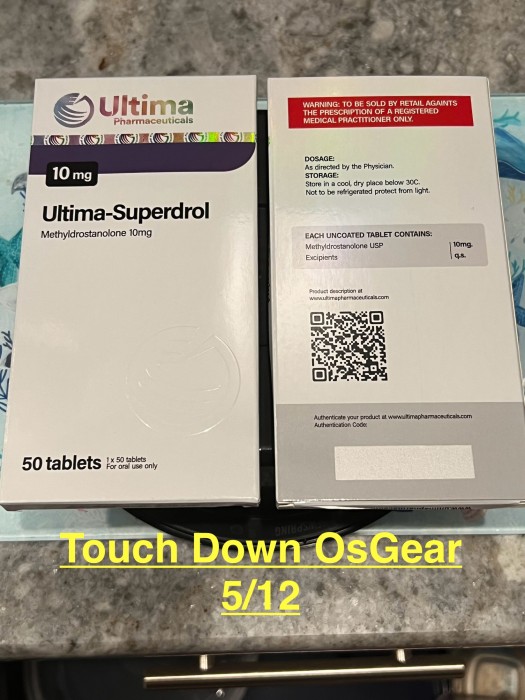 Ultima
Pharmaceuticals
10 mg
Ultima-Superdrol
Methyldrostanolone 10mg
50 tablets
1 x 50 tablets
For oral use only
WARNING: TO BE SOLD BY RETAIL AGAINTS
THE PRESCRIPTION OF A REGISTERED
MEDICAL PRACTITIONER ONLY.
DOSAGE:
As directed by the Physician.
STORAGE:
Store in a cool, dry place below 30C.
Not to be refrigerated protect from light.
EACH UNCOATED TABLET CONTAINS:
Methyldrostanolone USP 10mg.
Excipients q.s.
Product description at
www.ultimapharmaceuticals.com
Authenticate your product at www.ultimapharmaceuticals.com
Authentication Code:
Touch Down OsGear
5/12